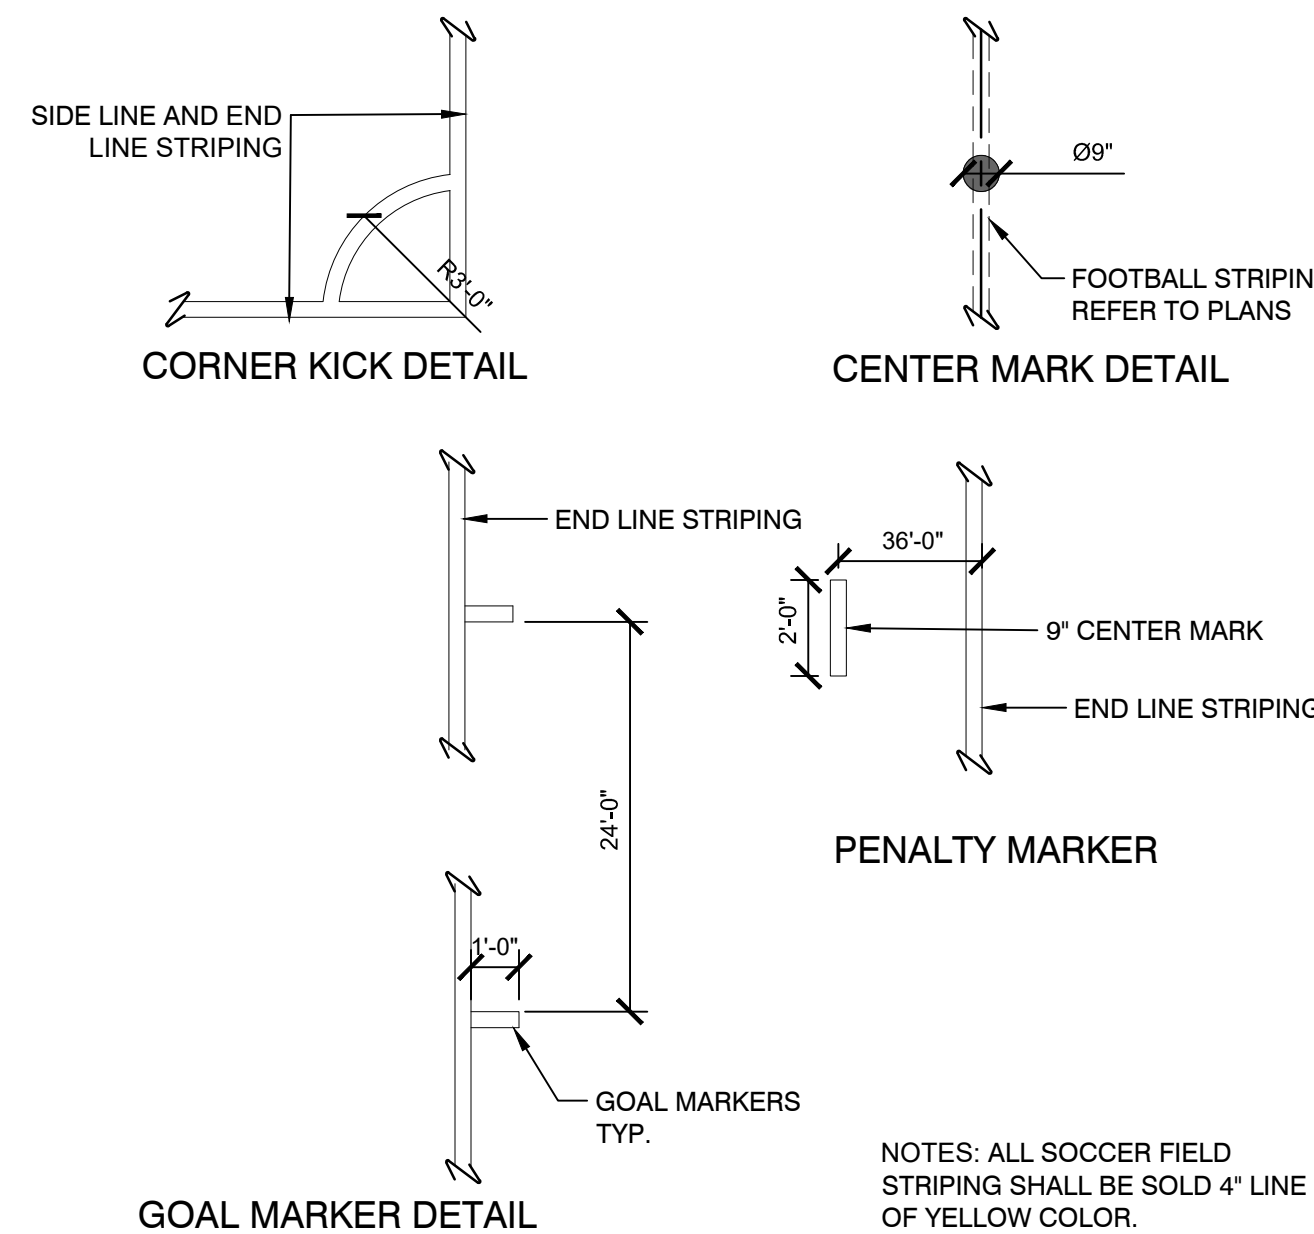 SIDE LINE AND END
LINE STRIPING
R3'-0"
CORNER KICK DETAIL
Ø9"
FOOTBALL STRIPIN
REFER TO PLANS
CENTER MARK DETAIL
END LINE STRIPING
24'-0"
1'-0"
GOAL MARKERS
TYP.
GOAL MARKER DETAIL
36'-0"
2'-0"
9" CENTER MARK
END LINE STRIPING
PENALTY MARKER
NOTES: ALL SOCCER FIELD
STRIPING SHALL BE SOLD 4" LINE
OF YELLOW COLOR.